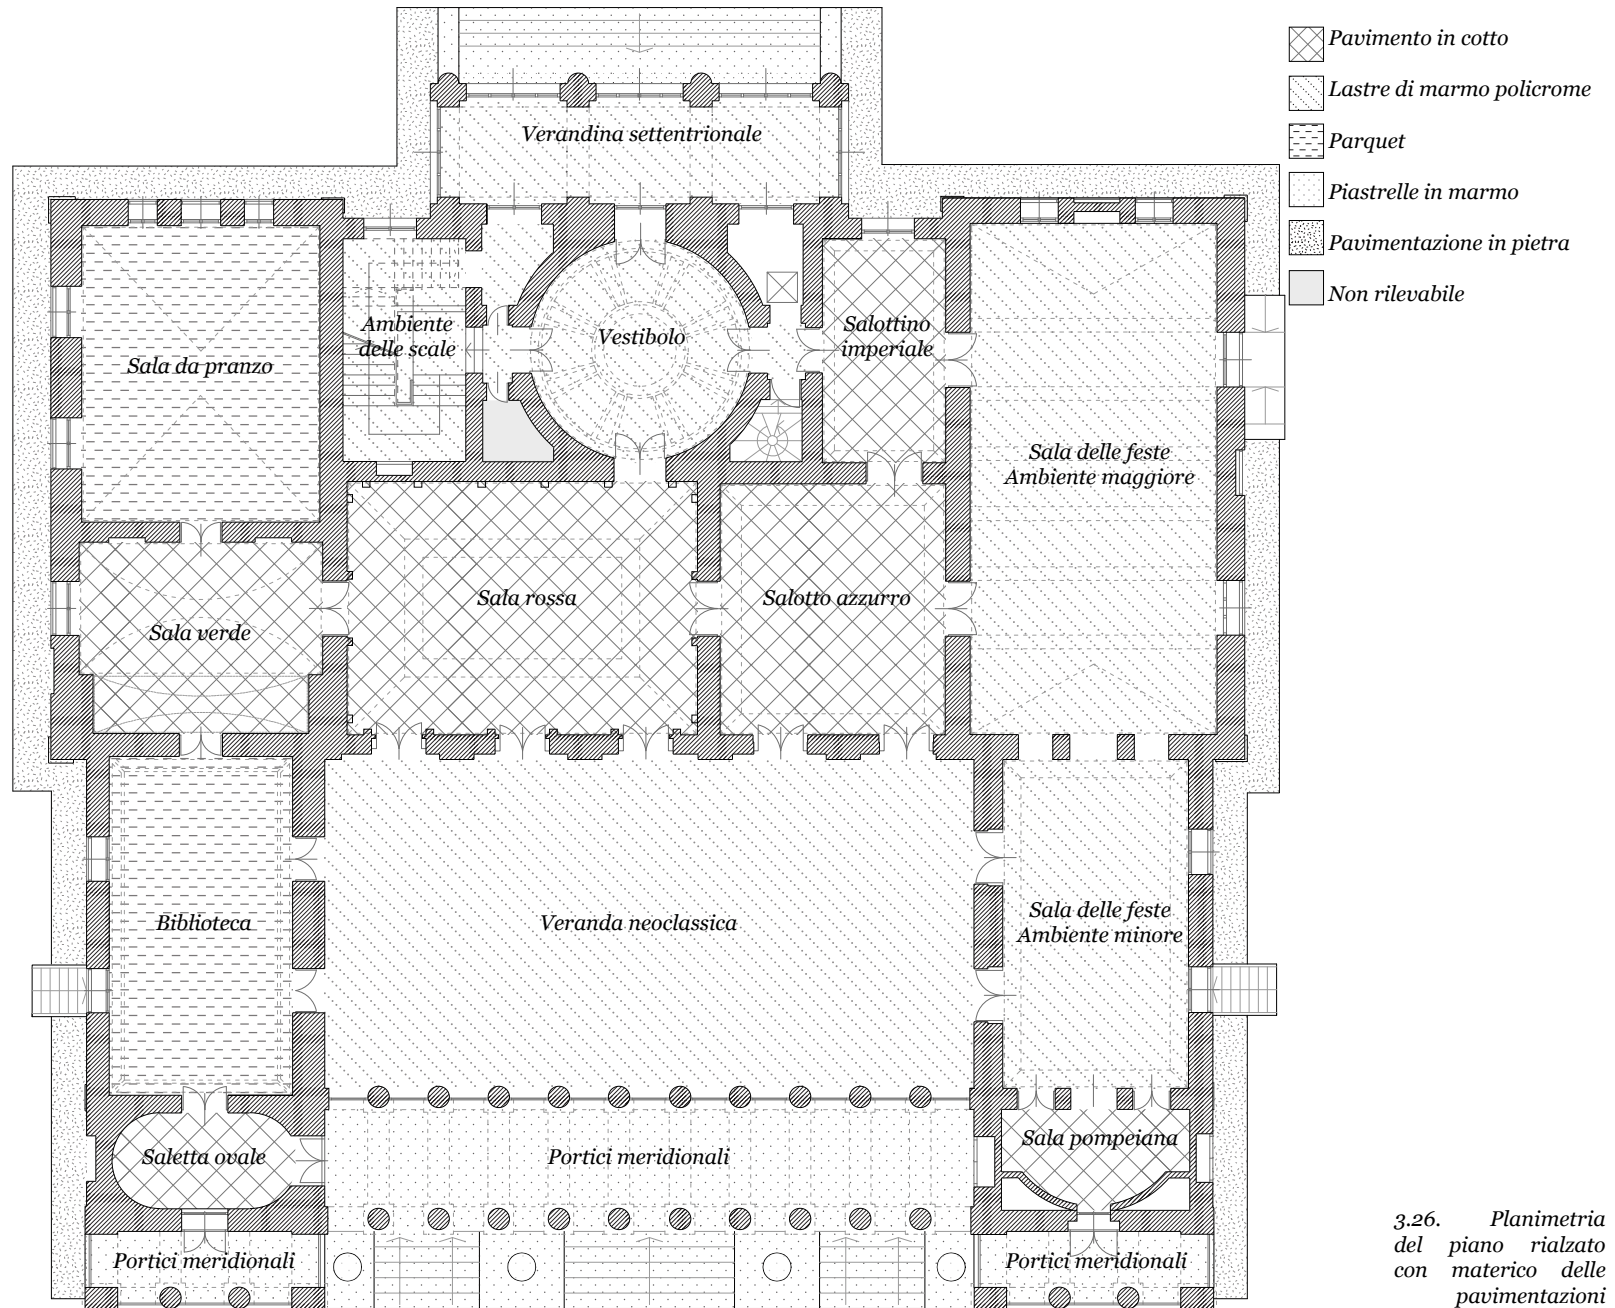 Pavimento in cotto
Lastre di marmo policrome
Parquet
Piastrelle in marmo
Pavimentazione in pietra
Non rilevabile
Verandina settentrionale
Sala da pranzo
Ambiente
delle scale
Vestibolo
Salottino
imperiale
Sala delle feste
Ambiente maggiore
Sala verde
Sala rossa
Salotto azzurro
Biblioteca
Veranda neoclassica
Sala delle feste
Ambiente minore
Saletta ovale
Portici meridionali
Sala pompeiana
Portici meridionali
Portici meridionali
3.26. Planimetria
del piano rialzato
con materico delle
pavimentazioni